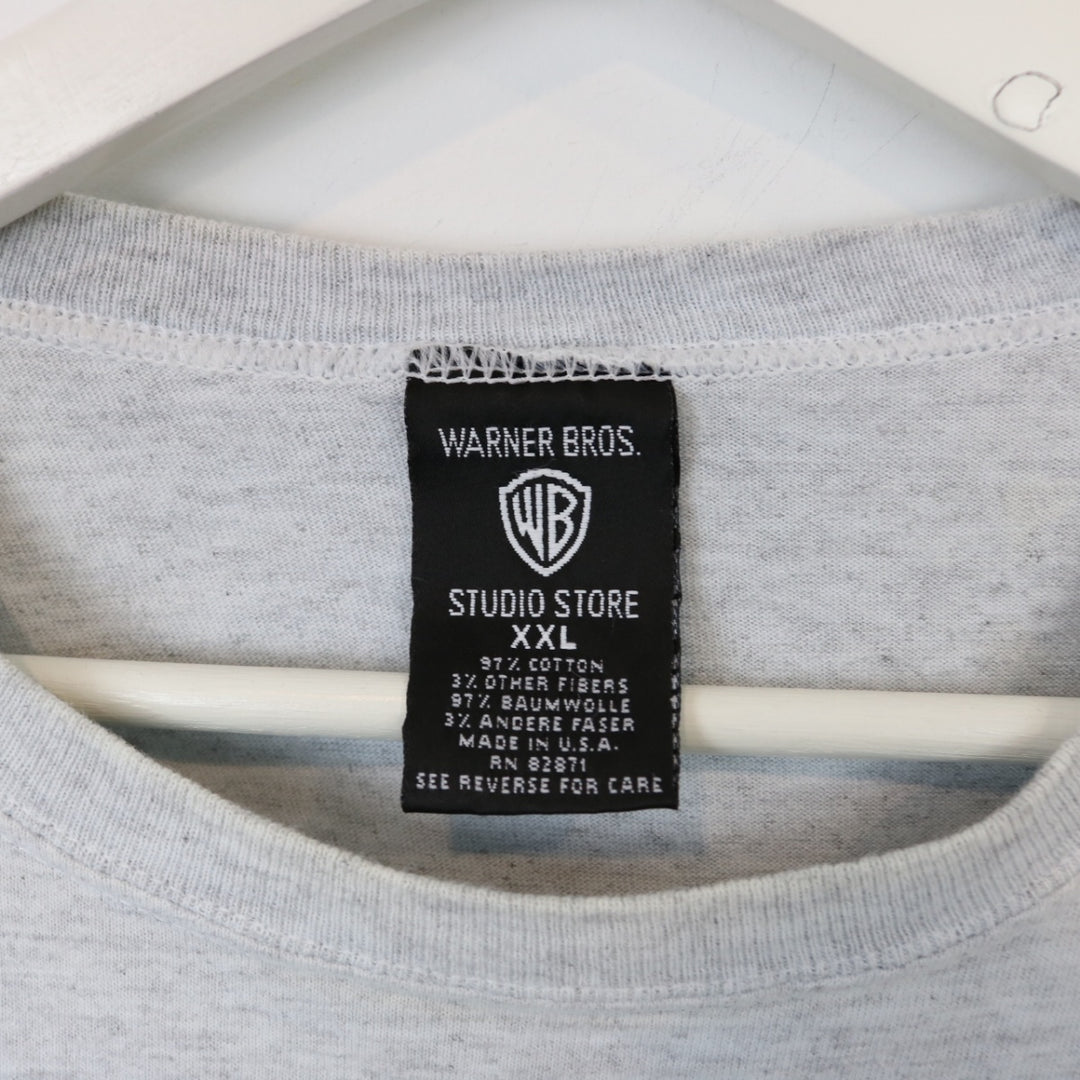 WARNER BROS.
WB
STUDIO STORE
XXL
97% COTTON
3% OTHER FIBERS
97% BAUMWOLLE
3% ANDERE FASER
MADE IN U.S.A.
RN 82871
SEE REVERSE FOR CARE